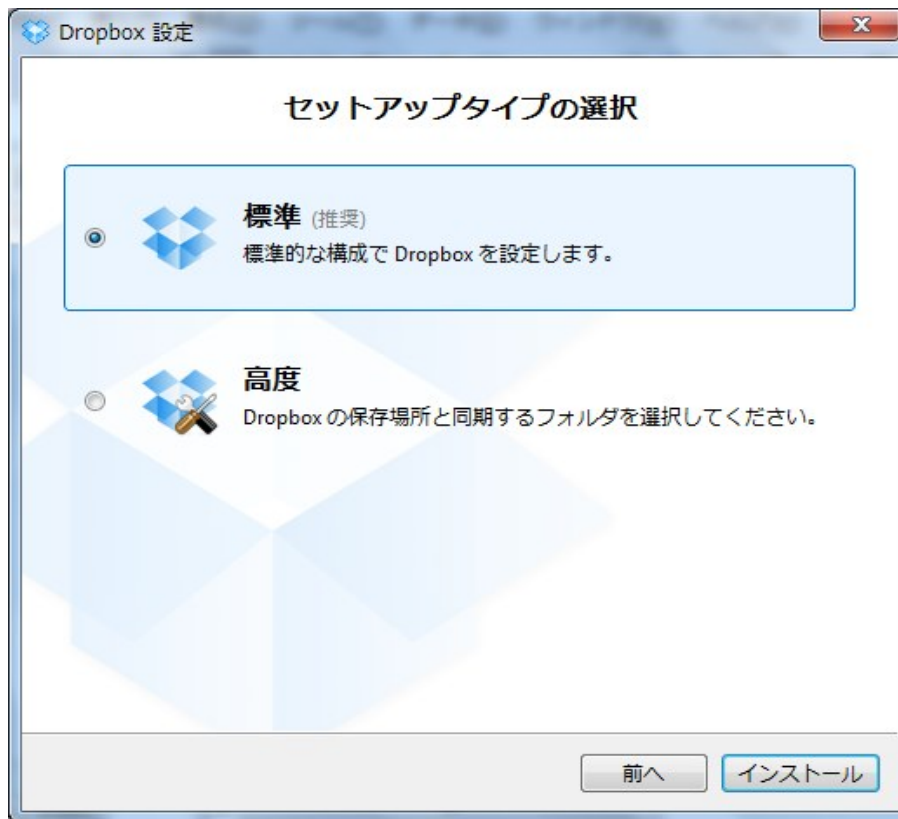 Dropbox 設定
セットアップタイプの選択
標準 (推奨)
標準的な構成で Dropbox を設定します。
高度
Dropbox の保存場所と同期するフォルダを選択してください。
前へ
インストール